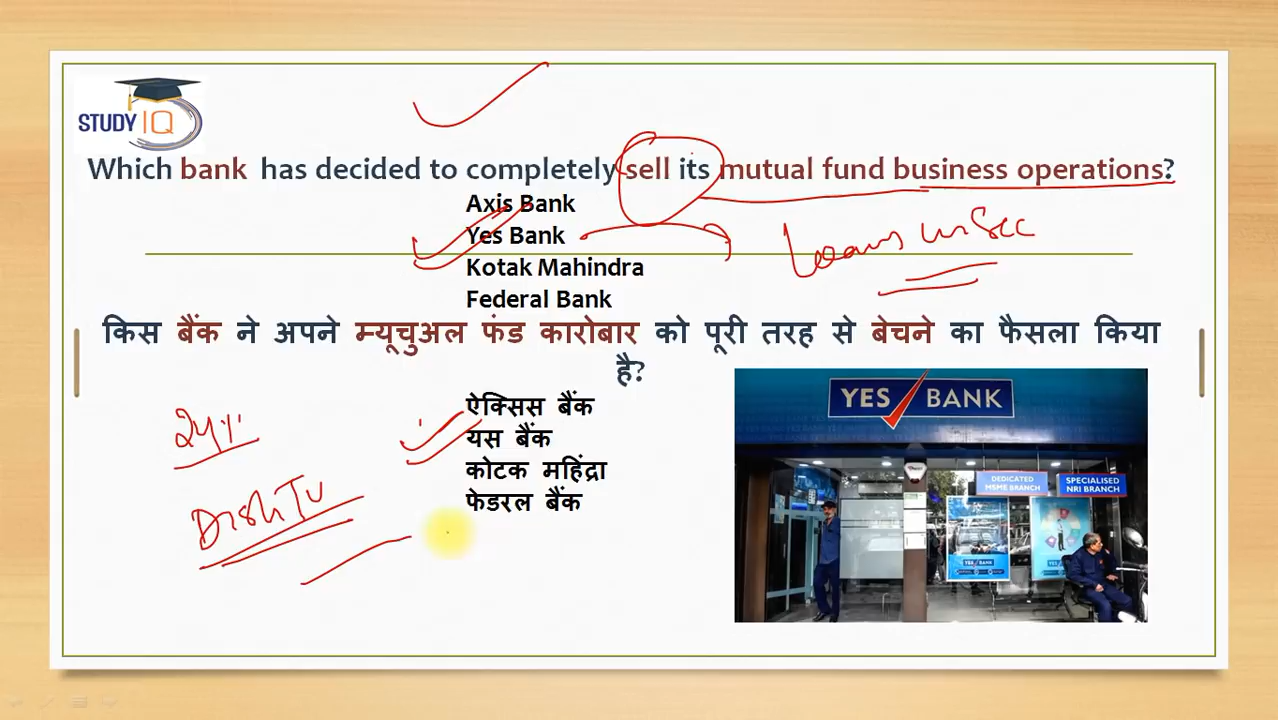 STUDY IQ
Which bank has decided to completely sell its mutual fund business operations?
Axis Bank
Yes Bank
Kotak Mahindra
Federal Bank
किस बैंक ने अपने म्यूचुअल फंड कारोबार को पूरी तरह से बेचने का फैसला किया
है?
ऐक्सिस बैंक
यस बैंक
कोटक महिंद्रा
फेडरल बैंक
24%
DishTv
YES BANK
DEDICATED
MSME BRANCH
SPECIALISED
NRI BRANCH